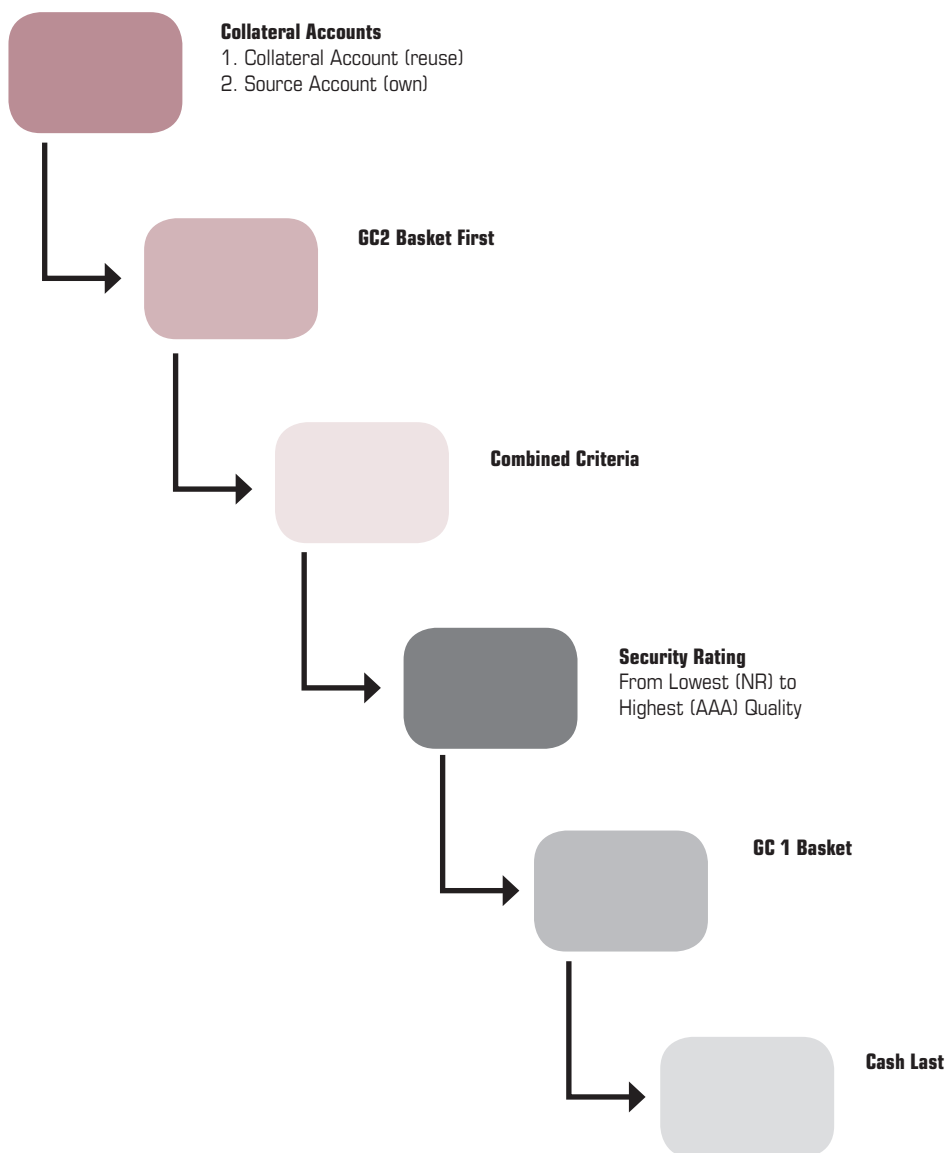 Collateral Accounts
1. Collateral Account (reuse)
2. Source Account (own)
GC2 Basket First
Combined Criteria
Security Rating
From Lowest (NR) to
Highest (AAA) Quality
GC 1 Basket
Cash Last